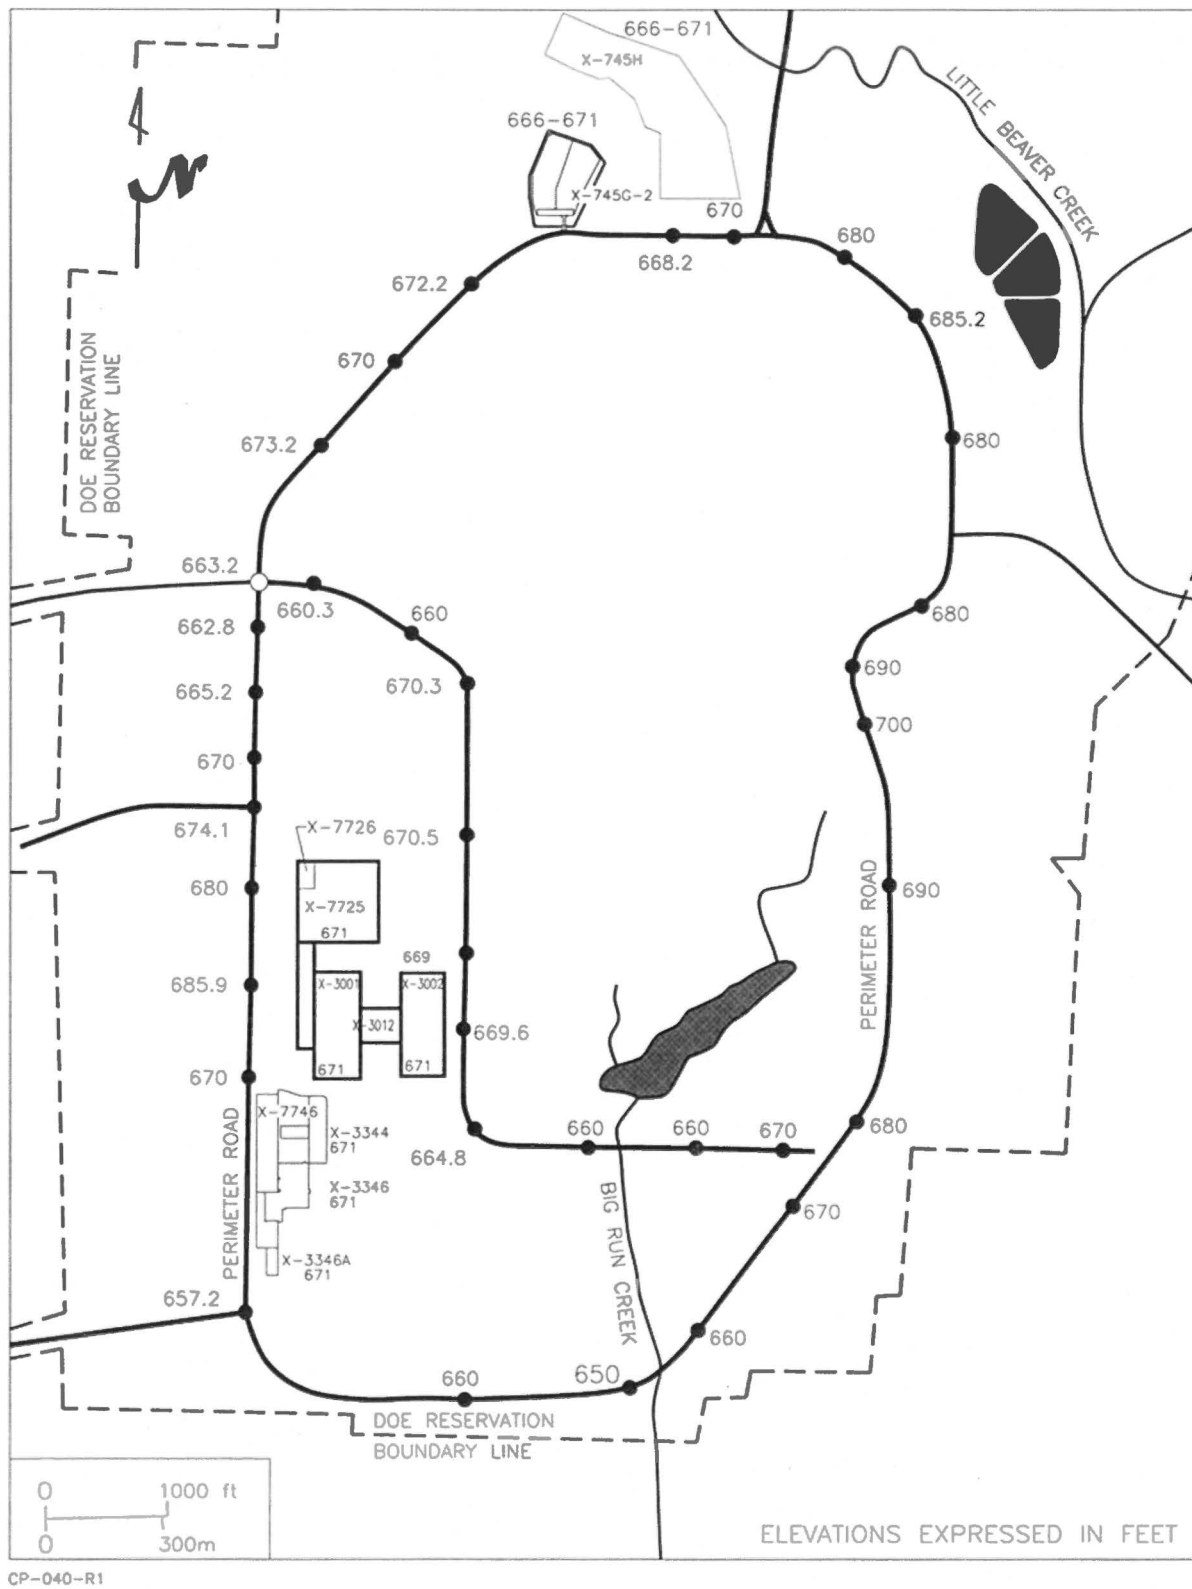 666-671
X-745H
LITTLE BEAVER CREEK
666-671
X-745G-2
N
670
668.2
680
672.2
685.2
DOE RESERVATION
BOUNDARY LINE
670
673.2
680
663.2
660.3
660
680
662.8
690
665.2
670.3
700
670
674.1
X-7726
670.5
680
X-7725
671
690
PERIMETER ROAD
669
685.9
X-3001
X-3002
X-3012
669.6
671
671
670
X-7746
X-3344
671
664.8
660
660
670
680
PERIMETER ROAD
X-3346
671
670
BIG RUN CREEK
X-3346A
671
657.2
660
650
660
DOE RESERVATION
BOUNDARY LINE
0 1000 ft
0 300m
ELEVATIONS EXPRESSED IN FEET
CP-040-R1